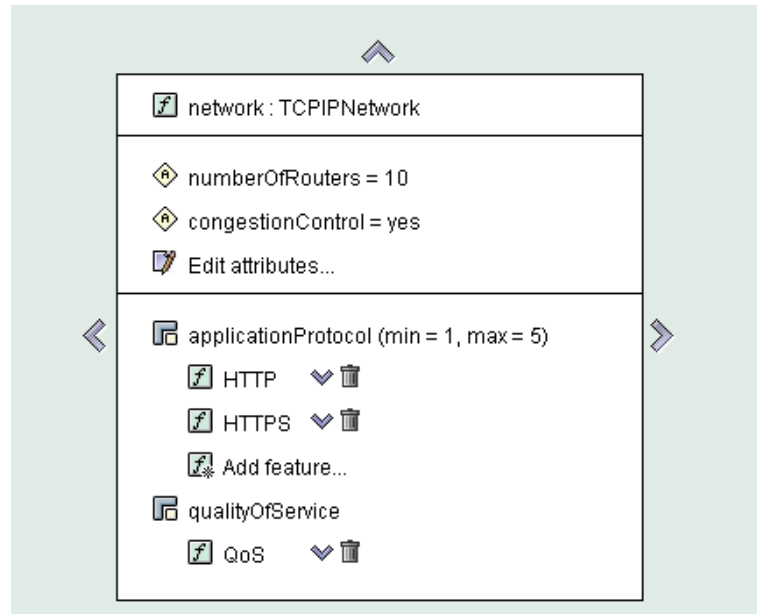 network : TCPIPNetwork
numberOfRouters = 10
congestionControl = yes
Edit attributes...
applicationProtocol (min = 1, max = 5)
HTTP
HTTPS
Add feature...
qualityOfService
QoS